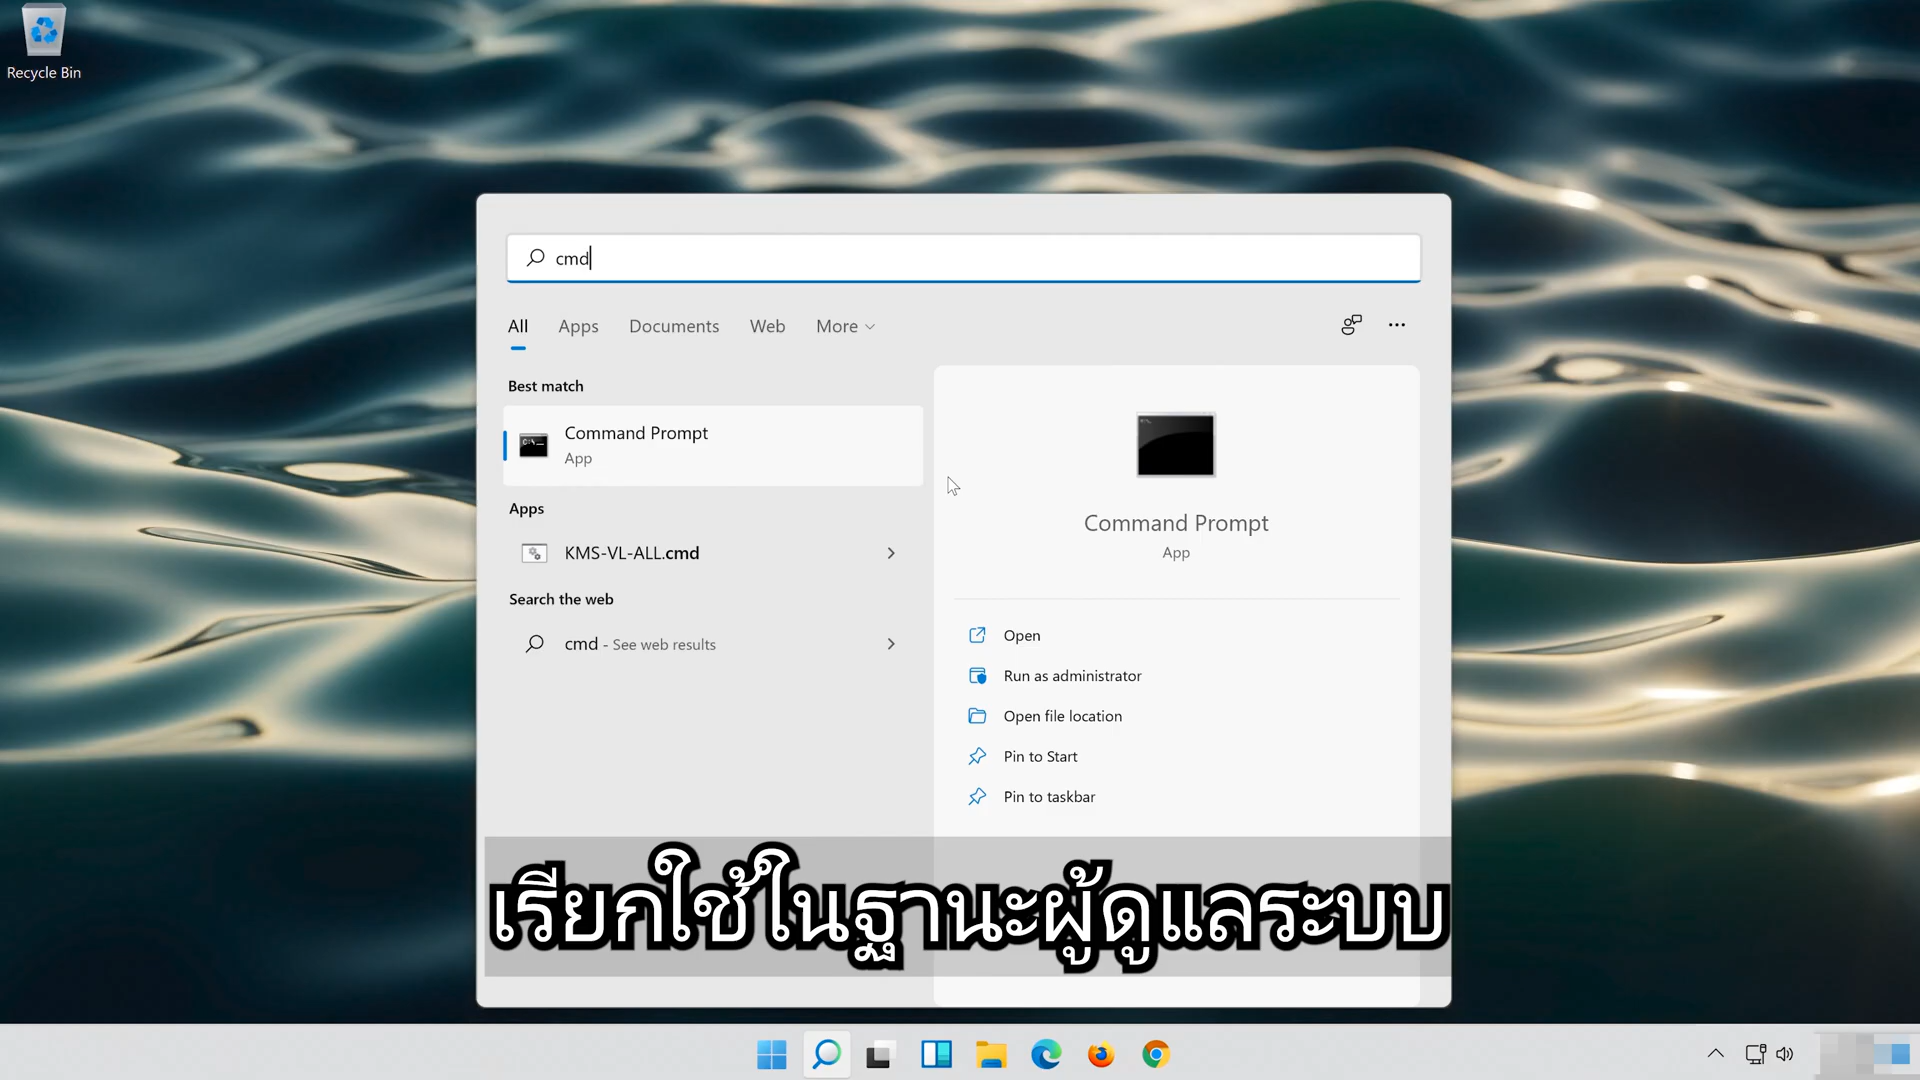 Recycle Bin
cmd
All Apps Documents Web More
Best match
Command Prompt
App
Apps
KMS-VL-ALL.cmd
Search the web
cmd - See web results
Command Prompt
App
Open
Run as administrator
Open file location
Pin to Start
Pin to taskbar
เรียกใช้ในฐานะผู้ดูแลระบบ